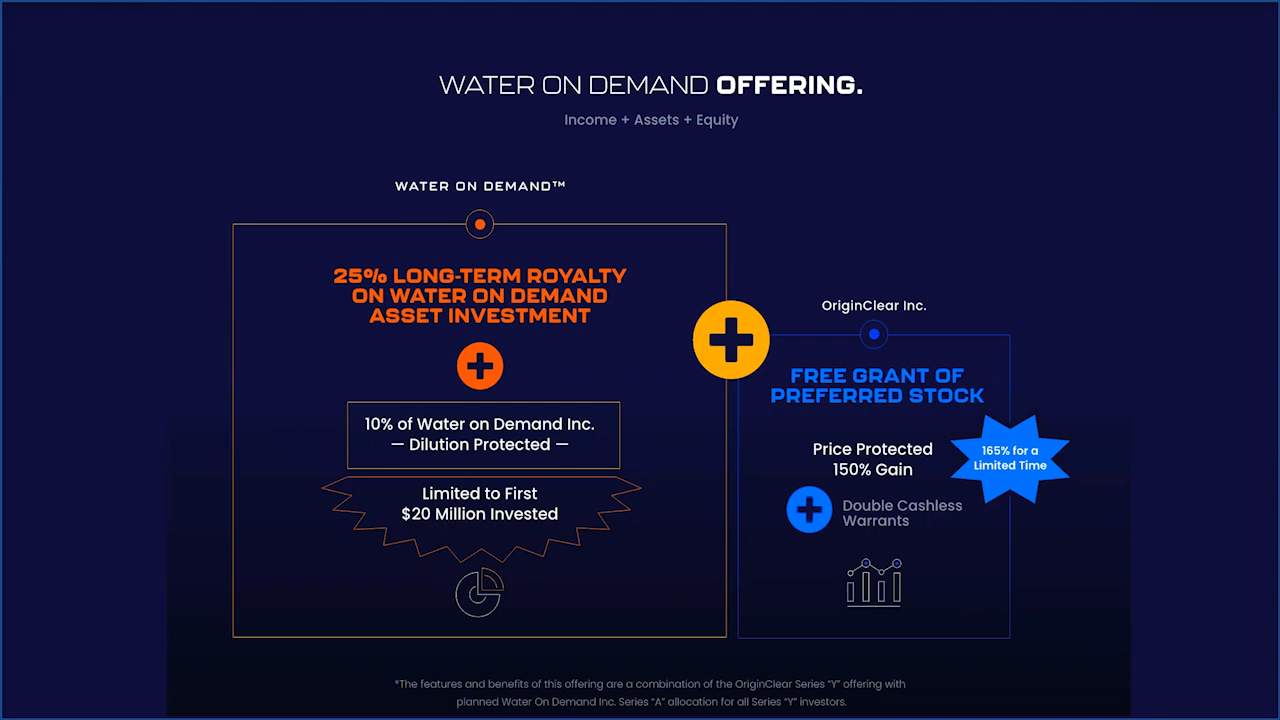 WATER ON DEMAND OFFERING.
Income + Assets + Equity
WATER ON DEMAND™
25% LONG-TERM ROYALTY
ON WATER ON DEMAND
ASSET INVESTMENT
10% of Water on Demand Inc.
— Dilution Protected —
Limited to First
$20 Million Invested
OriginClear Inc.
FREE GRANT OF
PREFERRED STOCK
Price Protected
150% Gain
165% for a
Limited Time
Double Cashless
Warrants
*The features and benefits of this offering are a combination of the OriginClear Series “Y” offering with
planned Water On Demand Inc. Series “A” allocation for all Series “Y” investors.